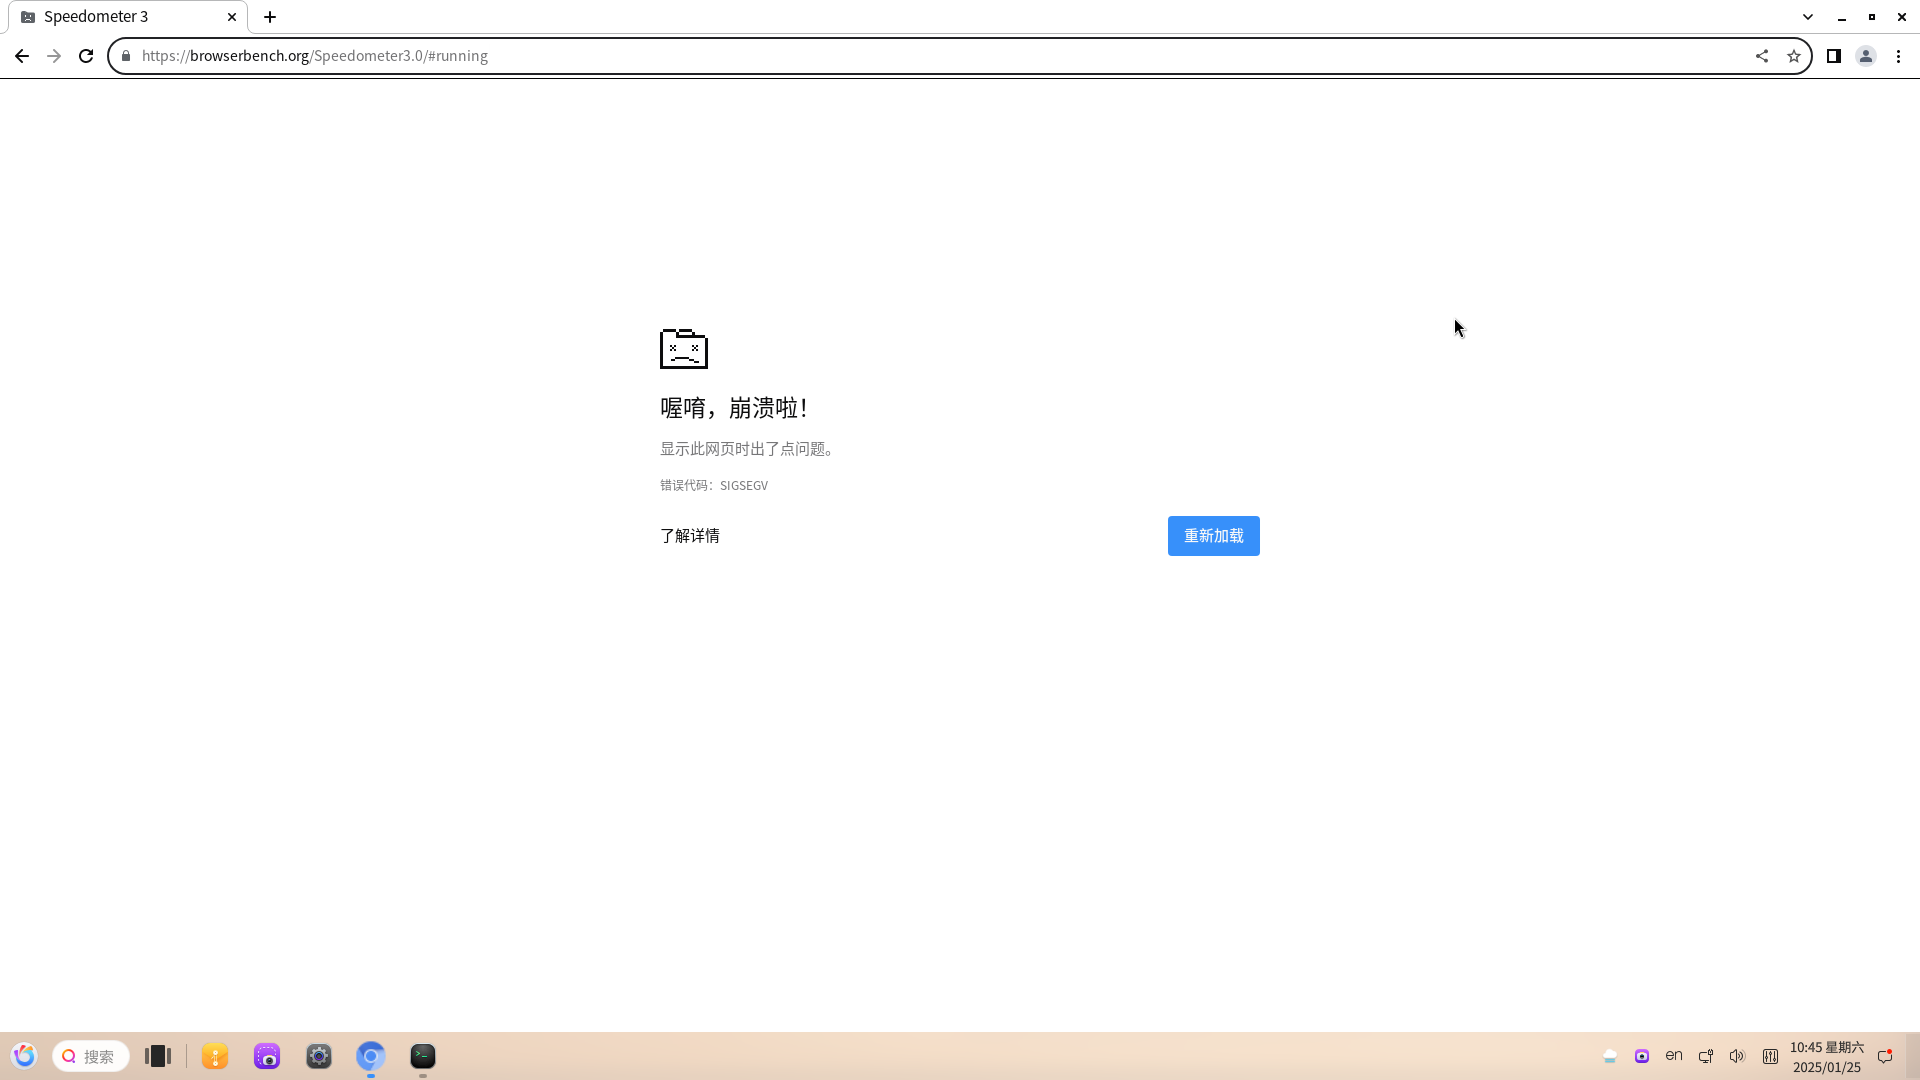 Speedometer 3
https://browserbench.org/Speedometer3.0/#running
喔唷，崩溃啦！
显示此网页时出了点问题。
错误代码：SIGSEGV
了解详情
重新加载
搜索
en
10:45 星期六
2025/01/25